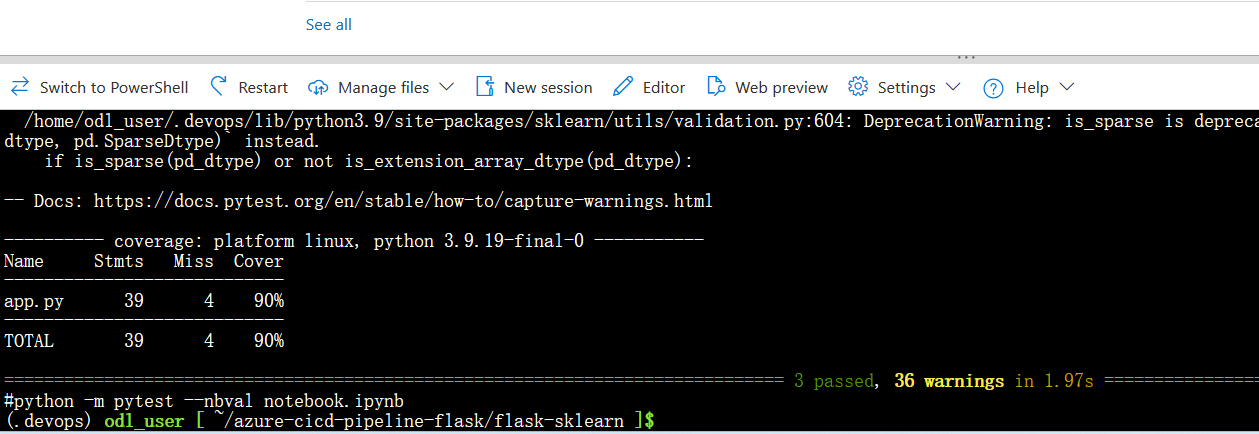 See all
Switch to PowerShell Restart Manage files New session Editor Web preview Settings Help
/home/odl_user/.devops/lib/python3.9/site-packages/sklearn/utils/validation.py:604: DeprecationWarning: is_sparse is depreca
dtype, pd.SparseDtype)` instead.
if is_sparse(pd_dtype) or not is_extension_array_dtype(pd_dtype):
-- Docs: https://docs.pytest.org/en/stable/how-to/capture-warnings.html
---------- coverage: platform linux, python 3.9.19-final-0 -----------
Name Stmts Miss Cover
----------------------------
app.py 39 4 90%
----------------------------
TOTAL 39 4 90%
============================================================================== 3 passed, 36 warnings in 1.97s ================
#python -m pytest --nbval notebook.ipynb
(.devops) odl_user [ ~/azure-cicd-pipeline-flask/flask-sklearn ]$